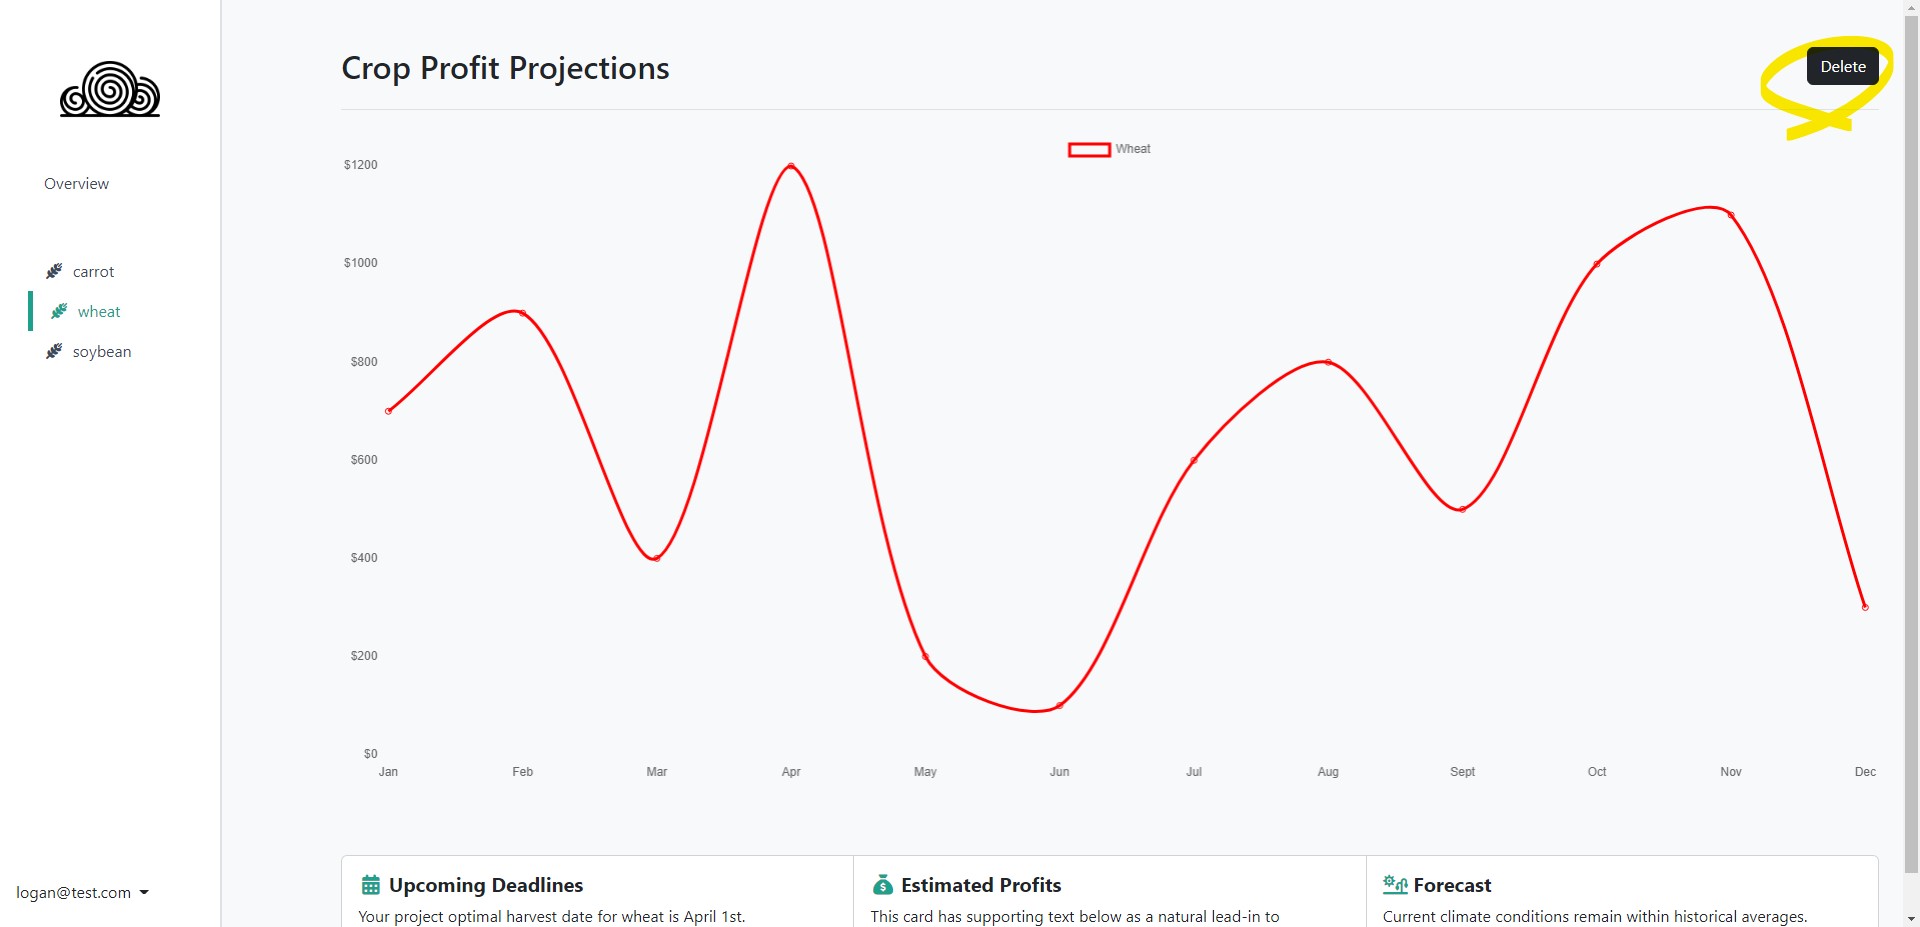 Crop Profit Projections
Delete
Overview
carrot
wheat
soybean
logan@test.com
Wheat
$1200
$1000
$800
$600
$400
$200
$0
Jan Feb Mar Apr May Jun Jul Aug Sept Oct Nov Dec
Upcoming Deadlines
Your project optimal harvest date for wheat is April 1st.
Estimated Profits
This card has supporting text below as a natural lead-in to
Forecast
Current climate conditions remain within historical averages.